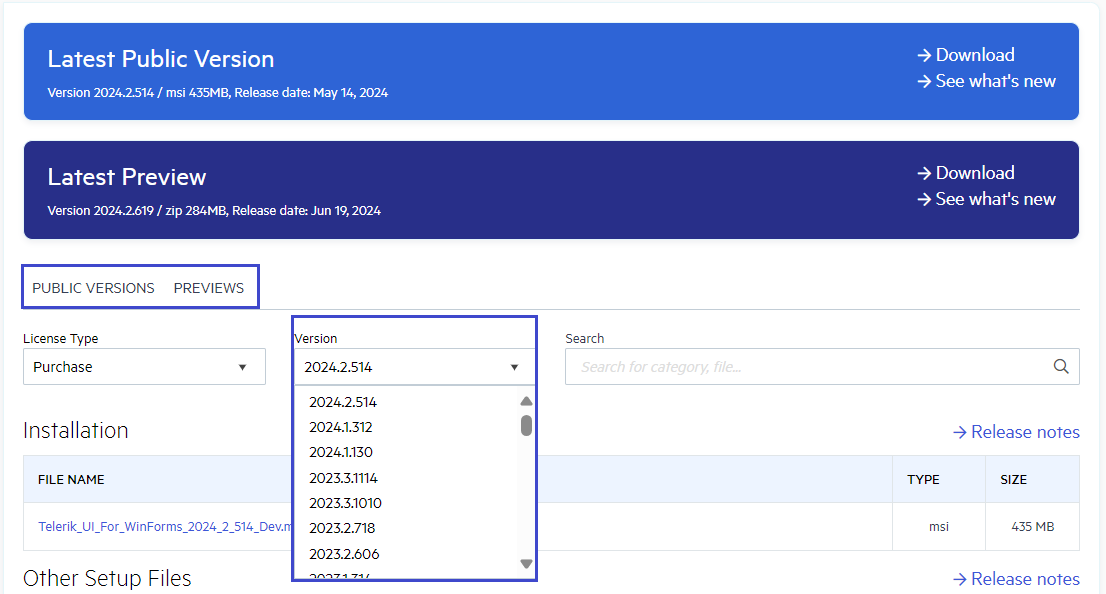 Latest Public Version
Version 2024.2.514 / msi 435MB, Release date: May 14, 2024
→ Download
→ See what's new
Latest Preview
Version 2024.2.619 / zip 284MB, Release date: Jun 19, 2024
→ Download
→ See what's new
PUBLIC VERSIONS PREVIEWS
License Type
Purchase
Version
2024.2.514
2024.2.514
2024.1.312
2024.1.130
2023.3.1114
2023.3.1010
2023.2.718
2023.2.606
Search
Search for category, file...
Installation
→ Release notes
FILE NAME TYPE SIZE
Telerik_UI_For_WinForms_2024_2_514_Dev.m msi 435 MB
Other Setup Files
→ Release notes